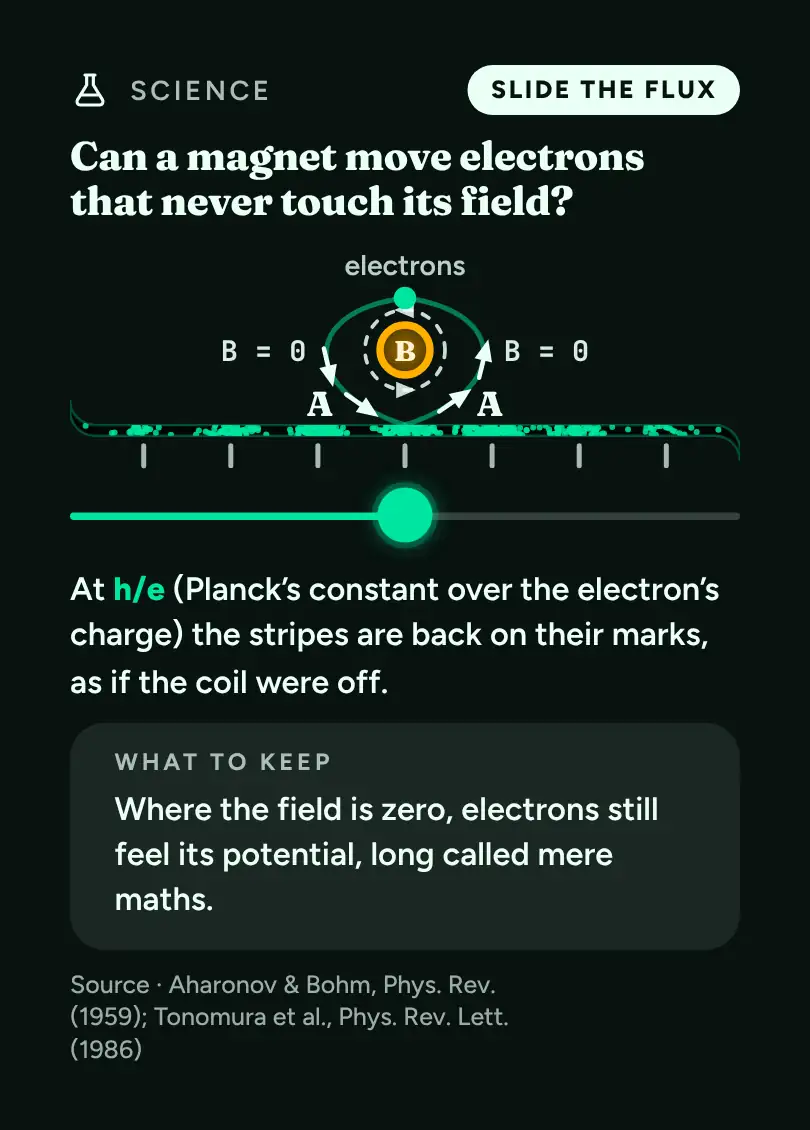 SCIENCE
SLIDE THE FLUX
Can a magnet move electrons
that never touch its field?
electrons
B = 0
B
B = 0
A
A
At h/e (Planck’s constant over the electron’s
charge) the stripes are back on their marks,
as if the coil were off.
WHAT TO KEEP
Where the field is zero, electrons still
feel its potential, long called mere
maths.
Source · Aharonov & Bohm, Phys. Rev.
(1959); Tonomura et al., Phys. Rev. Lett.
(1986)